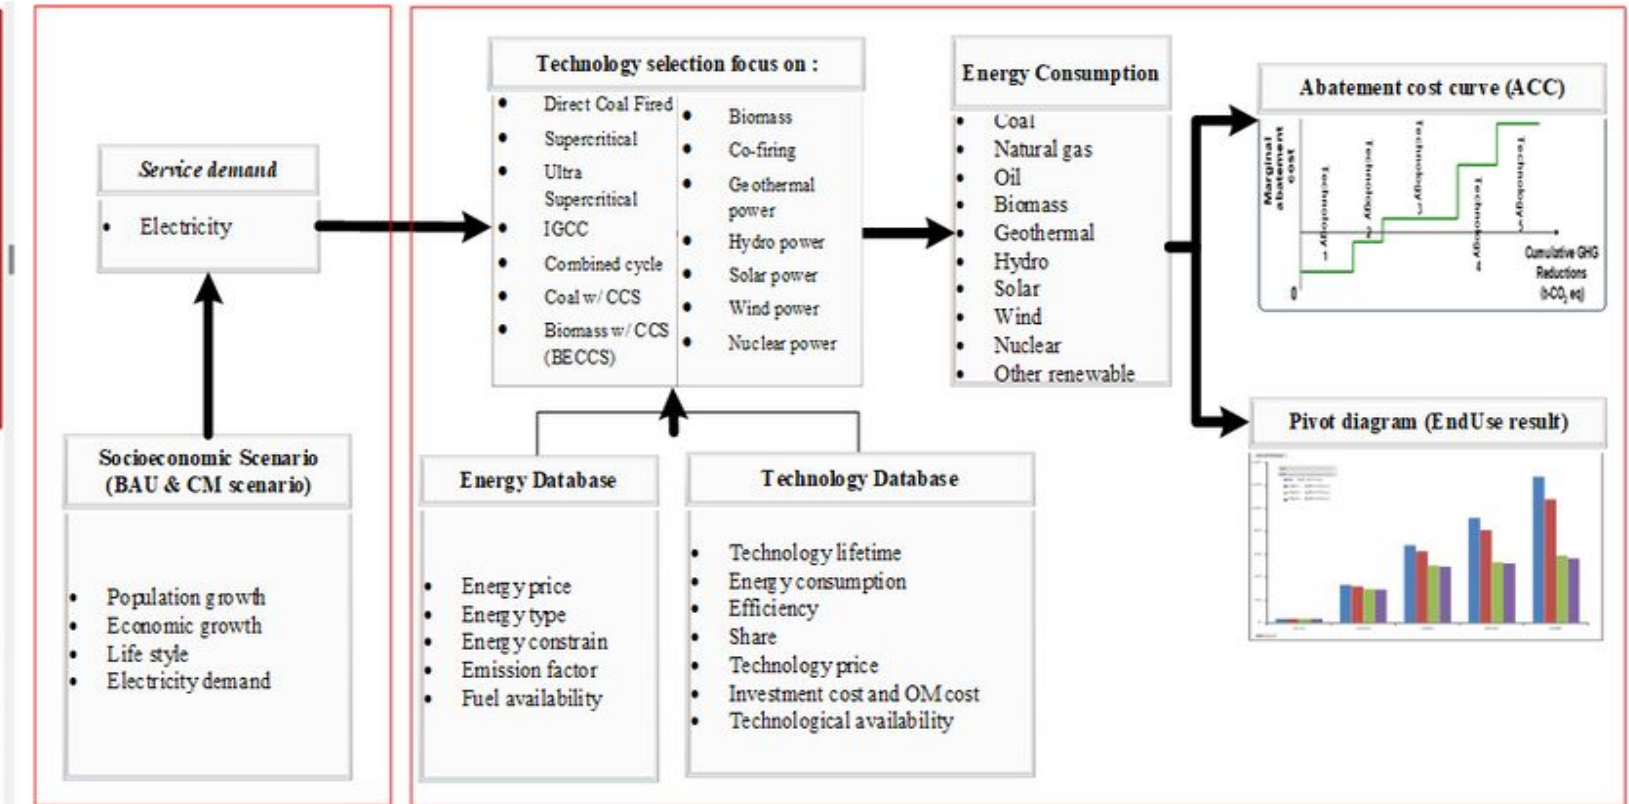 Service demand
Electricity
Socioeconomic Scenario
(BAU & CM scenario)
Population growth
Economic growth
Life style
Electricity demand
Technology selection focus on :
Direct Coal Fired
Supercritical
Ultra
Supercritical
IGCC
Combined cycle
Coal w/ CCS
Biomass w/ CCS
(BECCS)
Biomass
Co-firing
Geothermal
power
Hydro power
Solar power
Wind power
Nuclear power
Energy Database
Energy price
Energy type
Energy constrain
Emission factor
Fuel availability
Technology Database
Technology lifetime
Energy consumption
Efficiency
Share
Technology price
Investment cost and OM cost
Technological availability
Energy Consumption
Coal
Natural gas
Oil
Biomass
Geothermal
Hydro
Solar
Wind
Nuclear
Other renewable
Abatement cost curve (ACC)
Marginal
abatement
cost
Technology 1
Technology 2
Technology
Technology
Technology
0
Cumulative GHG
Reductions
(t-CO₂ eq)
Pivot diagram (EndUse result)